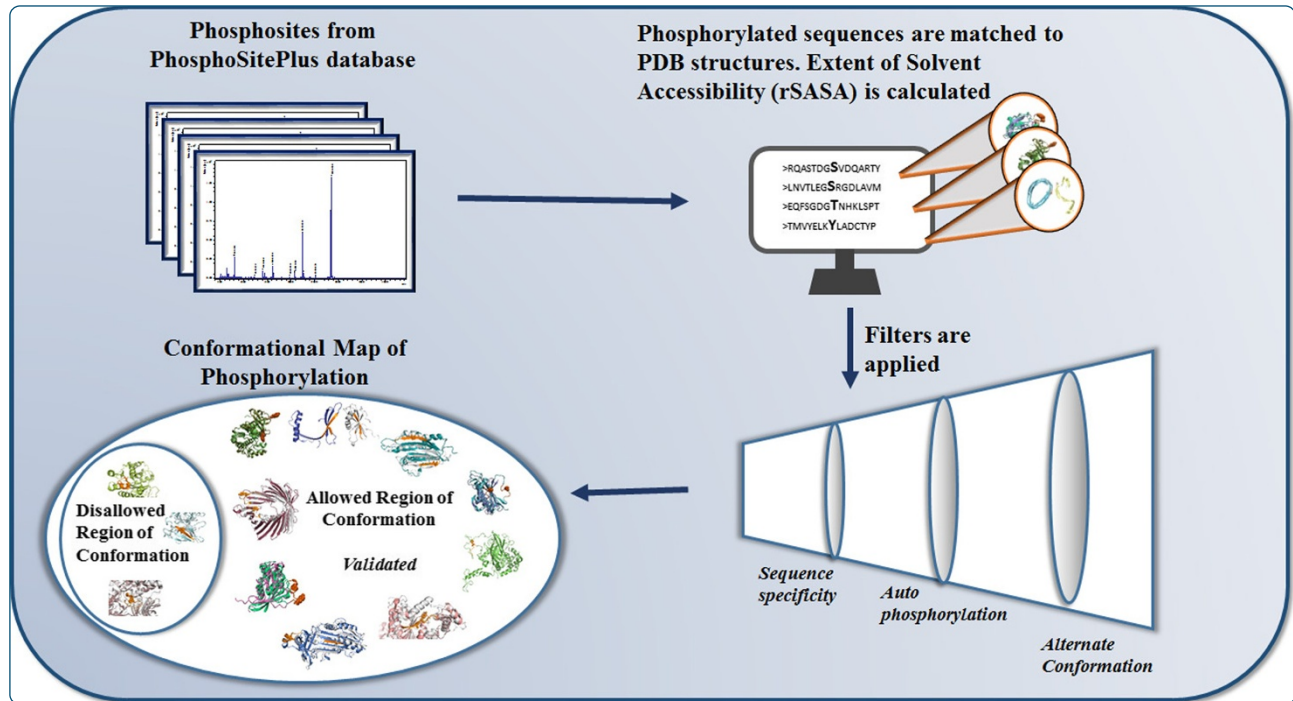 Phosphosites from
PhosphoSitePlus database
Phosphorylated sequences are matched to
PDB structures. Extent of Solvent
Accessibility (rSASA) is calculated
>RQASTDGSVDQARTY
>LNVTLEGSRGDLAVM
>EQFSGDGTNHKLSPT
>TMVYELKYLADCTYP
Filters are
applied
Conformational Map of
Phosphorylation
Disallowed
Region of
Conformation
Allowed Region of
Conformation
Validated
Sequence
specificity
Auto
phosphorylation
Alternate
Conformation